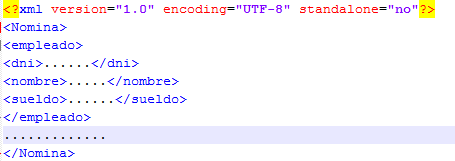 <?xml version="1.0" encoding="UTF-8" standalone="no"?>
<Nomina>
<empleado>
<dni>......</dni>
<nombre>.....</nombre>
<sueldo>......</sueldo>
</empleado>
.............
</Nomina>